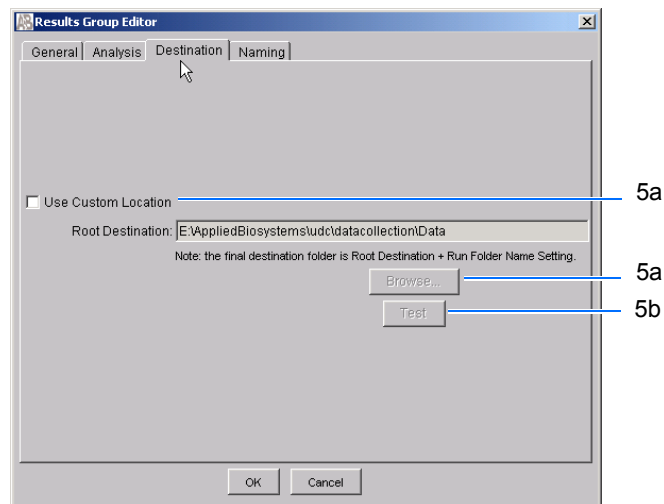 Results Group Editor
General Analysis Destination Naming
Use Custom Location
5a
Root Destination: E:\AppliedBiosystems\udc\datacollection\Data
Note: the final destination folder is Root Destination + Run Folder Name Setting.
Browse...
5a
Test
5b
OK Cancel